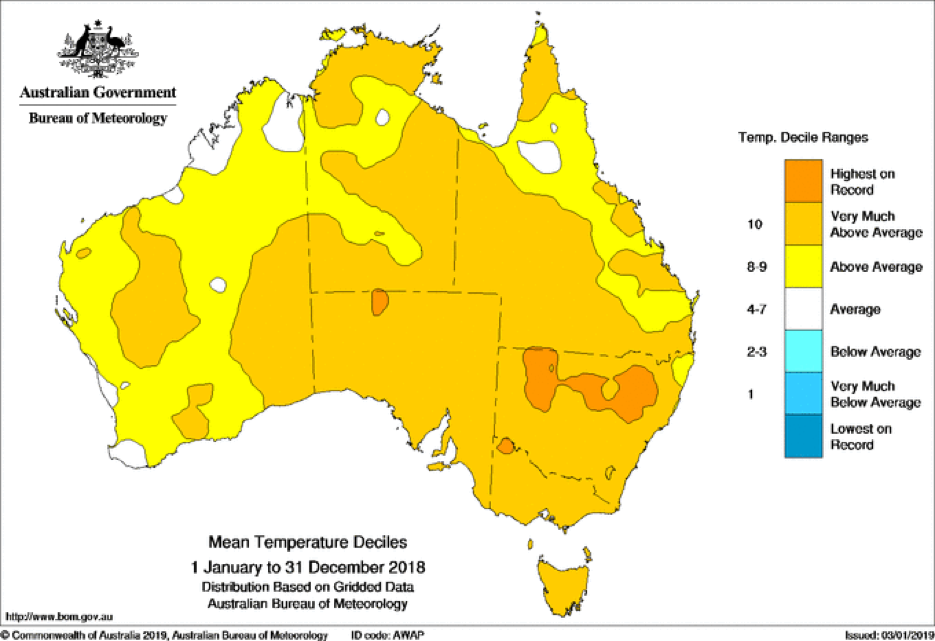 Australian Government
Bureau of Meteorology
Temp. Decile Ranges
Highest on
Record
10
Very Much
Above Average
8-9
Above Average
4-7
Average
2-3
Below Average
1
Very Much
Below Average
Lowest on
Record
Mean Temperature Deciles
1 January to 31 December 2018
Distribution Based on Gridded Data
Australian Bureau of Meteorology
http://www.bom.gov.au
© Commonwealth of Australia 2019, Australian Bureau of Meteorology ID code: AWAP Issued: 03/01/2019